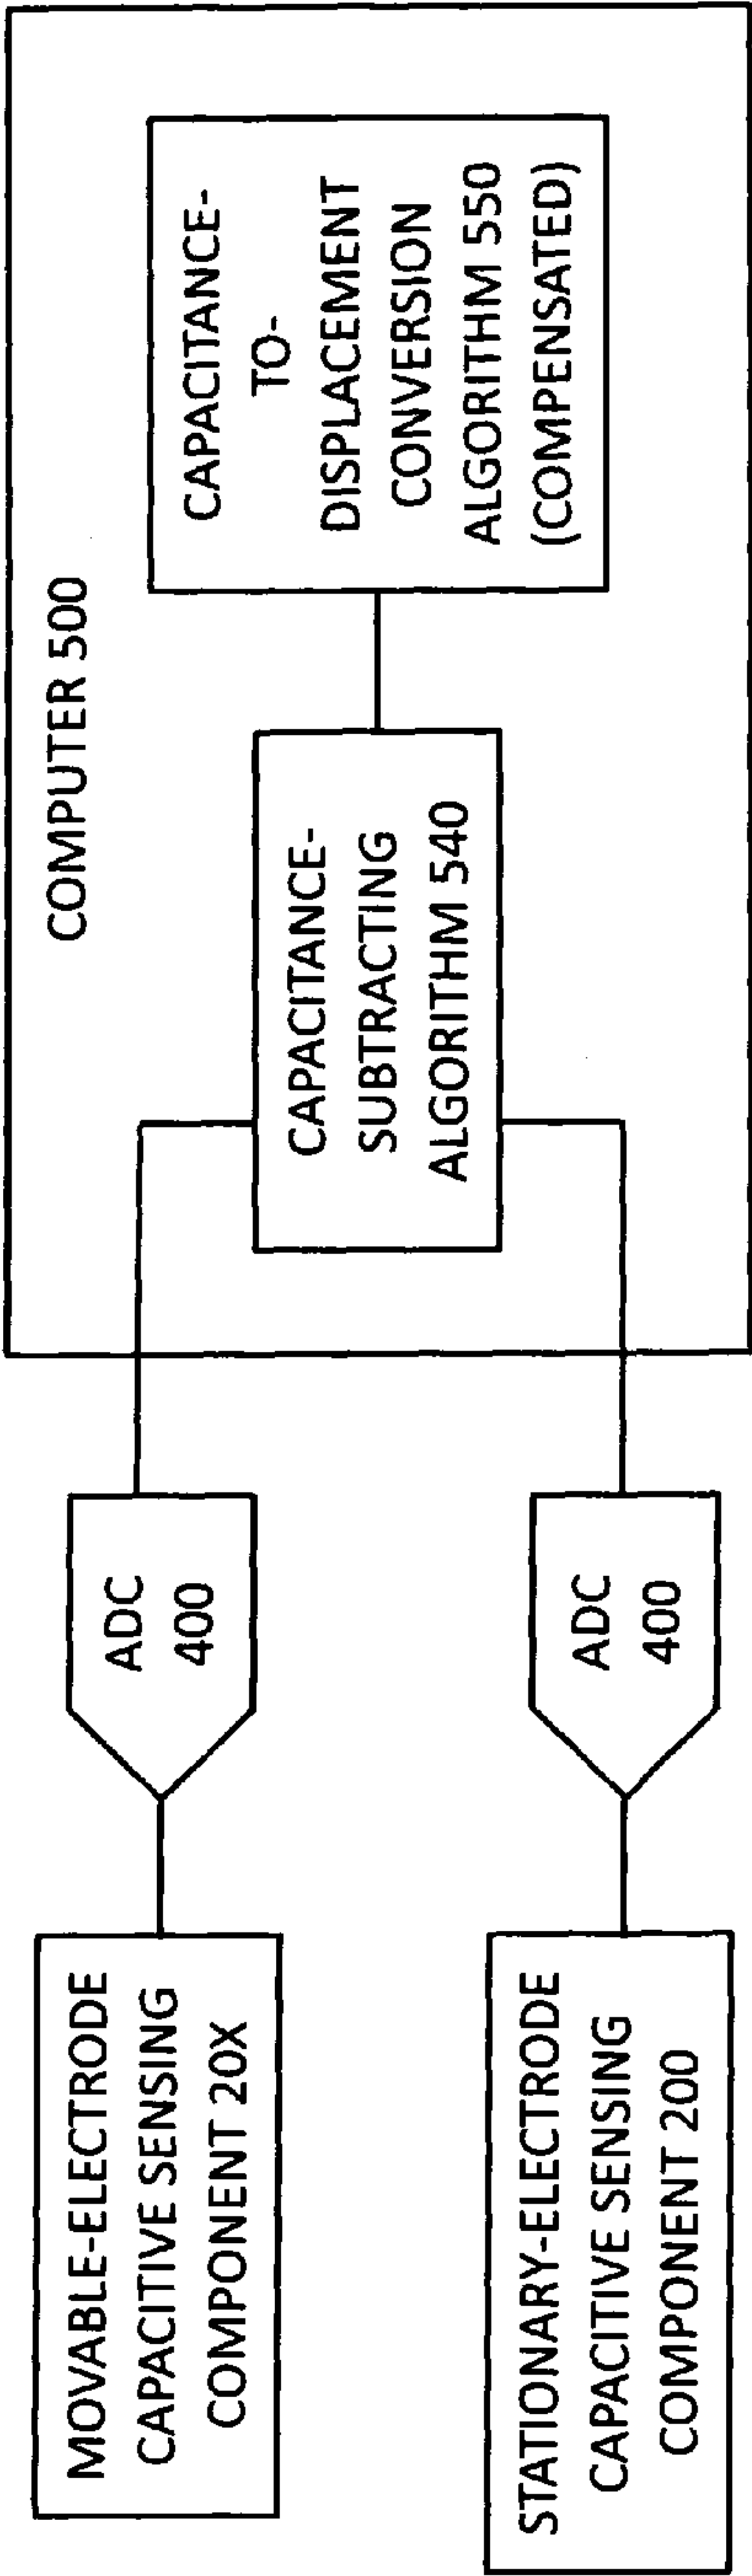 MOVABLE-ELECTRODE
CAPACITIVE SENSING
COMPONENT 20X
STATIONARY-ELECTRODE
CAPACITIVE SENSING
COMPONENT 200
ADC
400
ADC
400
COMPUTER 500
CAPACITANCE-
SUBTRACTING
ALGORITHM 540
CAPACITANCE-
TO-
DISPLACEMENT
CONVERSION
ALGORITHM 550
(COMPENSATED)